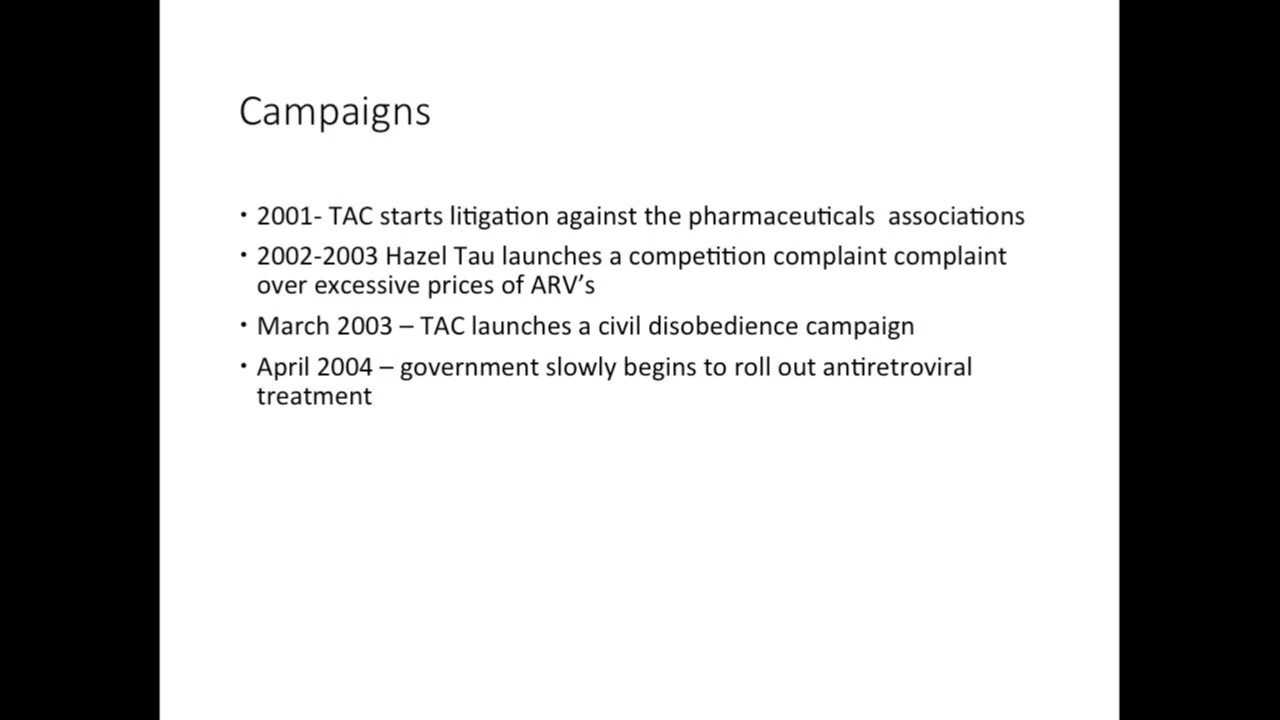 Campaigns
• 2001- TAC starts litigation against the pharmaceuticals  associations
• 2002-2003 Hazel Tau launches a competition complaint complaint
over excessive prices of ARV’s
• March 2003 – TAC launches a civil disobedience campaign
• April 2004 – government slowly begins to roll out antiretroviral
treatment